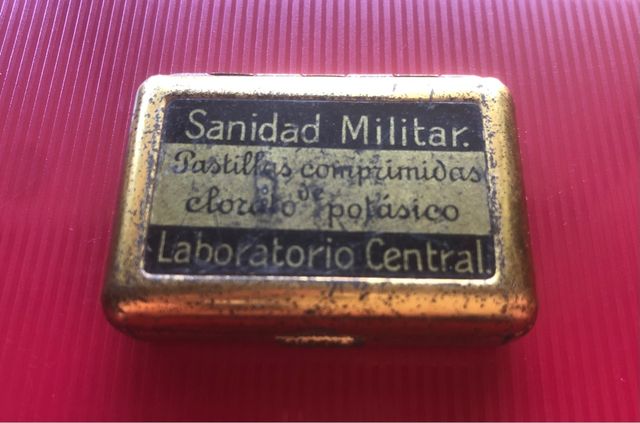 Sanidad Militar.
Pastillas comprimidas
de
clorato potásico
Laboratorio Central.